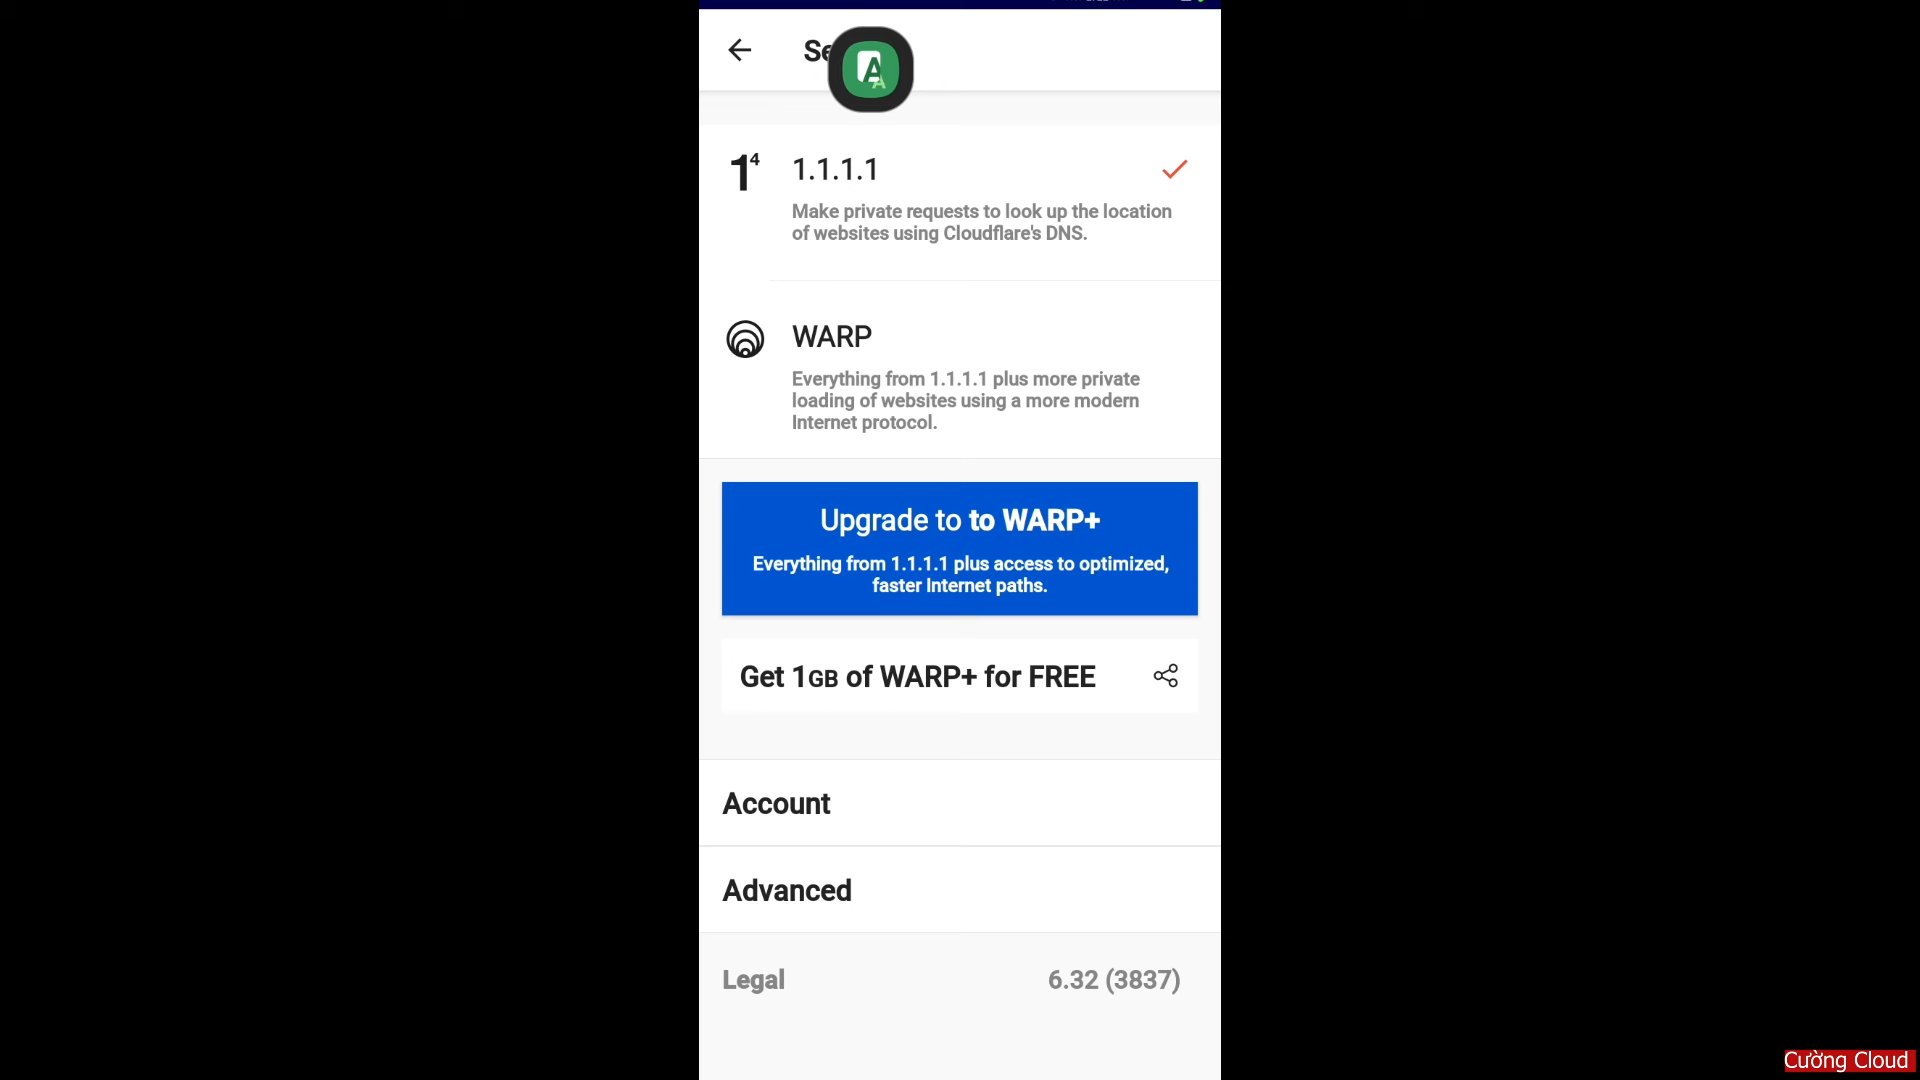 1⁴ 1.1.1.1
Make private requests to look up the location
of websites using Cloudflare's DNS.
WARP
Everything from 1.1.1.1 plus more private
loading of websites using a more modern
Internet protocol.
Upgrade to to WARP+
Everything from 1.1.1.1 plus access to optimized,
faster Internet paths.
Get 1GB of WARP+ for FREE
Account
Advanced
Legal 6.32 (3837)
Cường Cloud